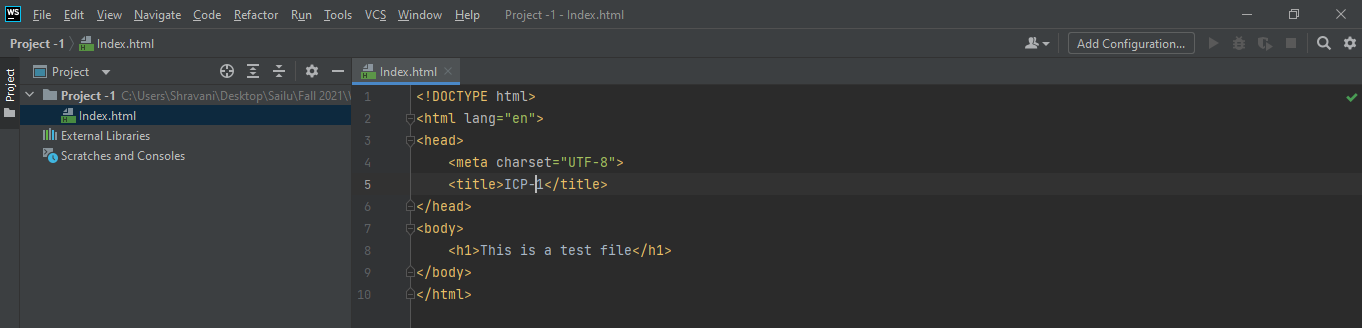 WS File Edit View Navigate Code Refactor Run Tools VCS Window Help Project -1 - Index.html
Project -1 Index.html Add Configuration...
Project
Project
Index.html
Project -1 C:\Users\Shravani\Desktop\Sailu\Fall 2021\
Index.html
External Libraries
Scratches and Consoles
1 <!DOCTYPE html>
2 <html lang="en">
3 <head>
4 <meta charset="UTF-8">
5 <title>ICP-1</title>
6 </head>
7 <body>
8 <h1>This is a test file</h1>
9 </body>
10 </html>